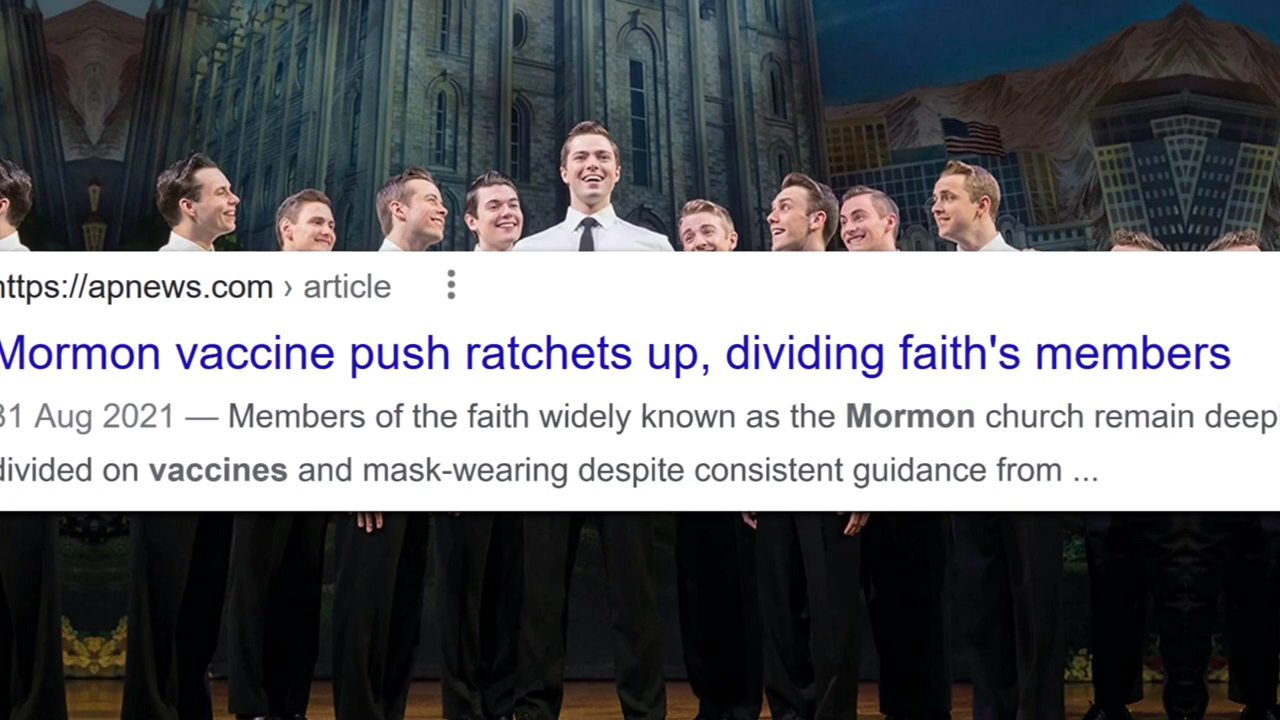 ttps://apnews.com › article
Mormon vaccine push ratchets up, dividing faith's members
31 Aug 2021 — Members of the faith widely known as the Mormon church remain deepl
divided on vaccines and mask-wearing despite consistent guidance from ...